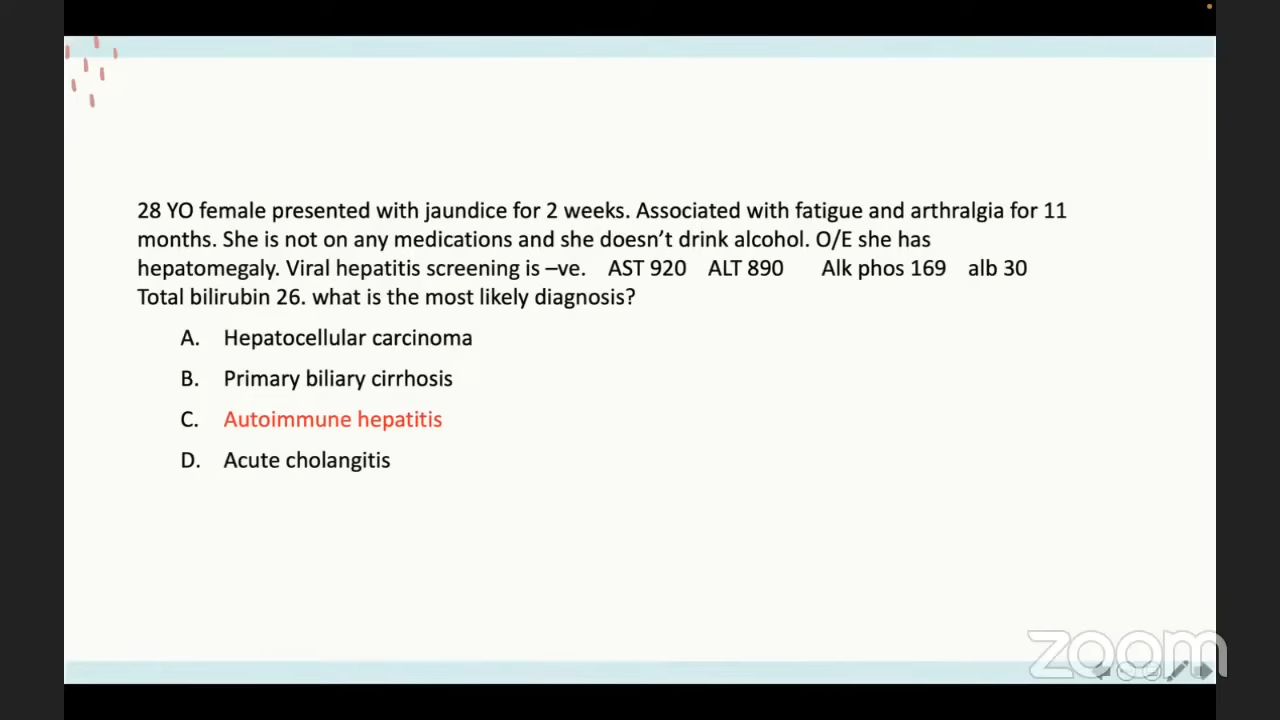 28 YO female presented with jaundice for 2 weeks. Associated with fatigue and arthralgia for 11
months. She is not on any medications and she doesn’t drink alcohol. O/E she has
hepatomegaly. Viral hepatitis screening is –ve. AST 920 ALT 890 Alk phos 169 alb 30
Total bilirubin 26. what is the most likely diagnosis?
A. Hepatocellular carcinoma
B. Primary biliary cirrhosis
C. Autoimmune hepatitis
D. Acute cholangitis
zoom